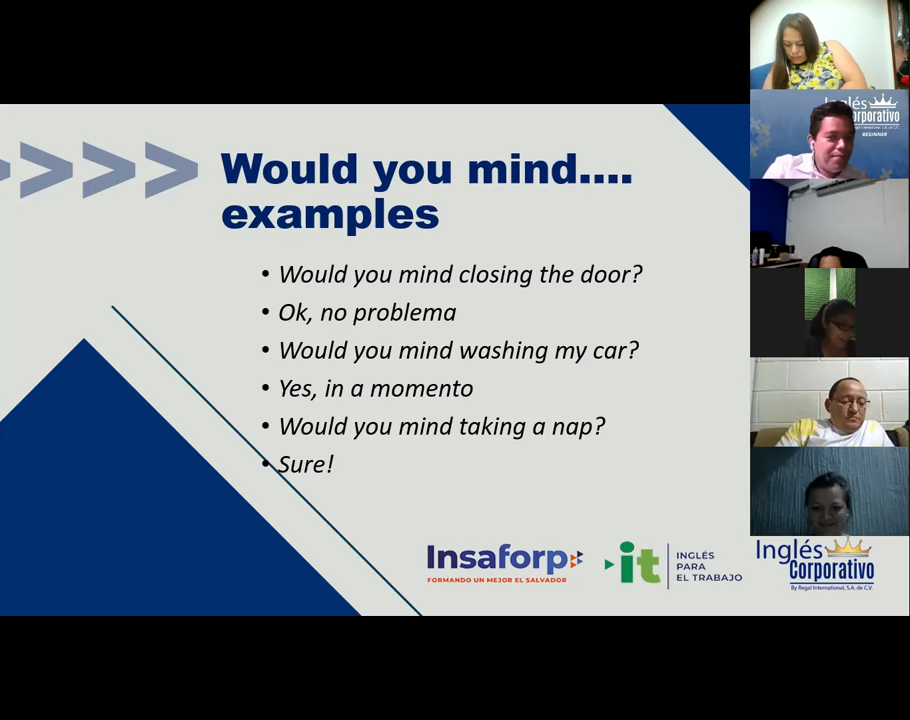 Would you mind....
examples
• Would you mind closing the door?
• Ok, no problema
• Would you mind washing my car?
• Yes, in a momento
• Would you mind taking a nap?
• Sure!
Insaforp
FORMANDO UN MEJOR EL SALVADOR
it
INGLÉS
PARA
EL TRABAJO
Inglés
Corporativo
By Regal International, S.A. de C.V.
Inglés
Corporativo
BEGINNER